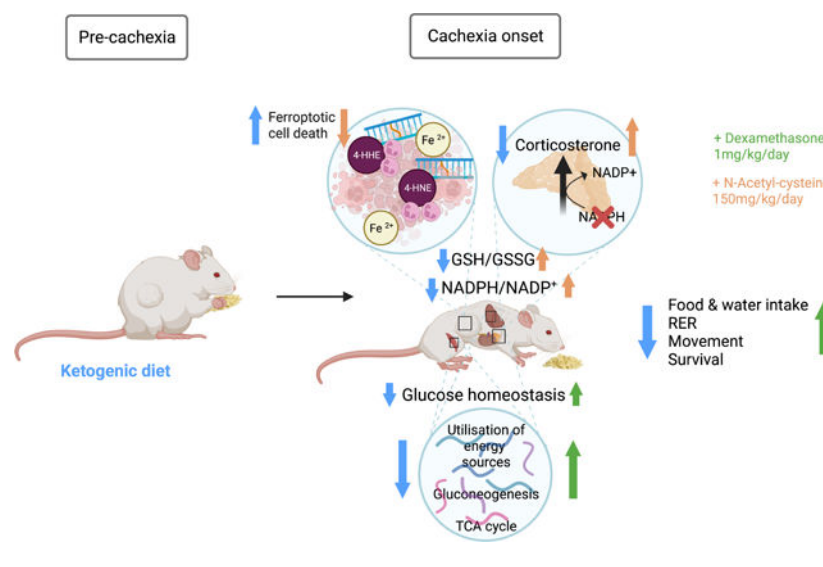 Pre-cachexia
Cachexia onset
Ferroptotic
cell death
4-HHE
Fe 2+
4-HNE
Fe 2+
Corticosterone
NADP+
NADPH
+ Dexamethasone
1mg/kg/day
+ N-Acetyl-cystein
150mg/kg/day
GSH/GSSG
NADPH/NADP+
Ketogenic diet
Food & water intake
RER
Movement
Survival
Glucose homeostasis
Utilisation of
energy
sources
Gluconeogenesis
TCA cycle